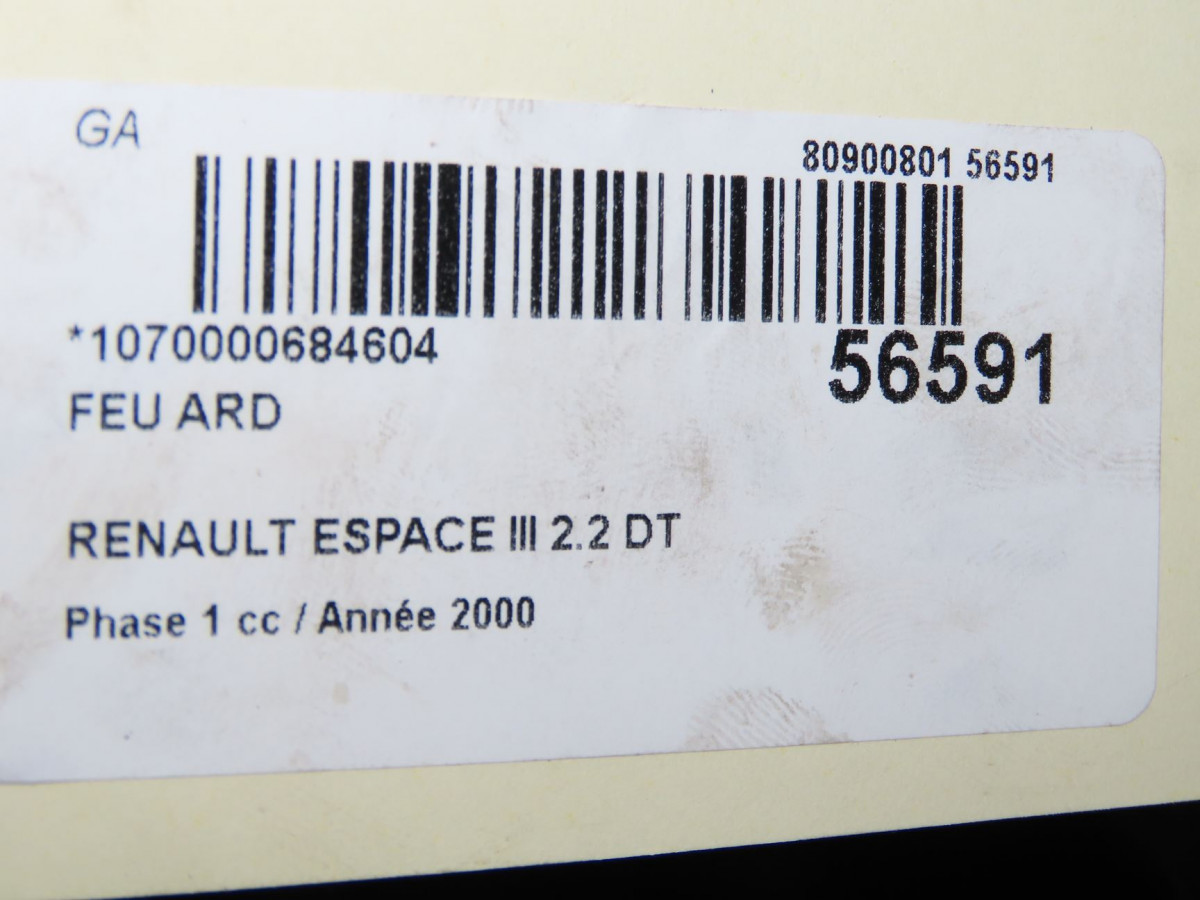 GA
80900801 56591
*1070000684604
56591
FEU ARD
RENAULT ESPACE III 2.2 DT
Phase 1 cc / Année 2000